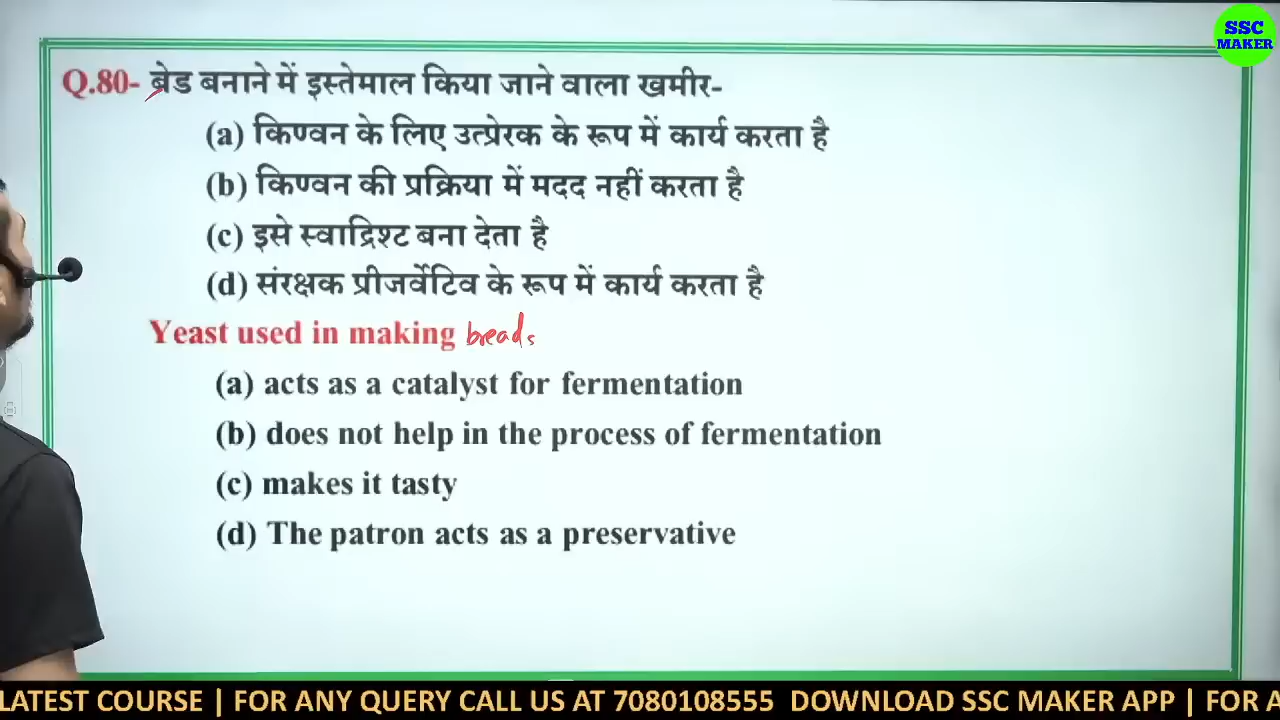 SSC
MAKER
Q.80- ब्रेड बनाने में इस्तेमाल किया जाने वाला खमीर-
(a) किण्वन के लिए उत्प्रेरक के रूप में कार्य करता है
(b) किण्वन की प्रक्रिया में मदद नहीं करता है
(c) इसे स्वाद्रिश्ट बना देता है
(d) संरक्षक प्रीजर्वेटिव के रूप में कार्य करता है
Yeast used in making breads
(a) acts as a catalyst for fermentation
(b) does not help in the process of fermentation
(c) makes it tasty
(d) The patron acts as a preservative
LATEST COURSE | FOR ANY QUERY CALL US AT 7080108555 DOWNLOAD SSC MAKER APP | FOR A